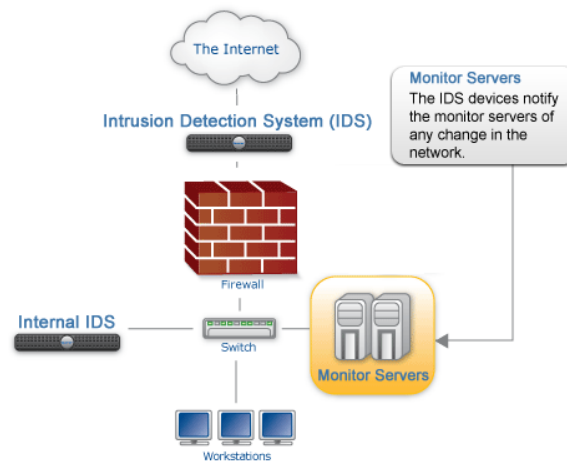 The Internet
Intrusion Detection System (IDS)
Monitor Servers
The IDS devices notify
the monitor servers of
any change in the
network.
Firewall
Internal IDS
Switch
Monitor Servers
Workstations